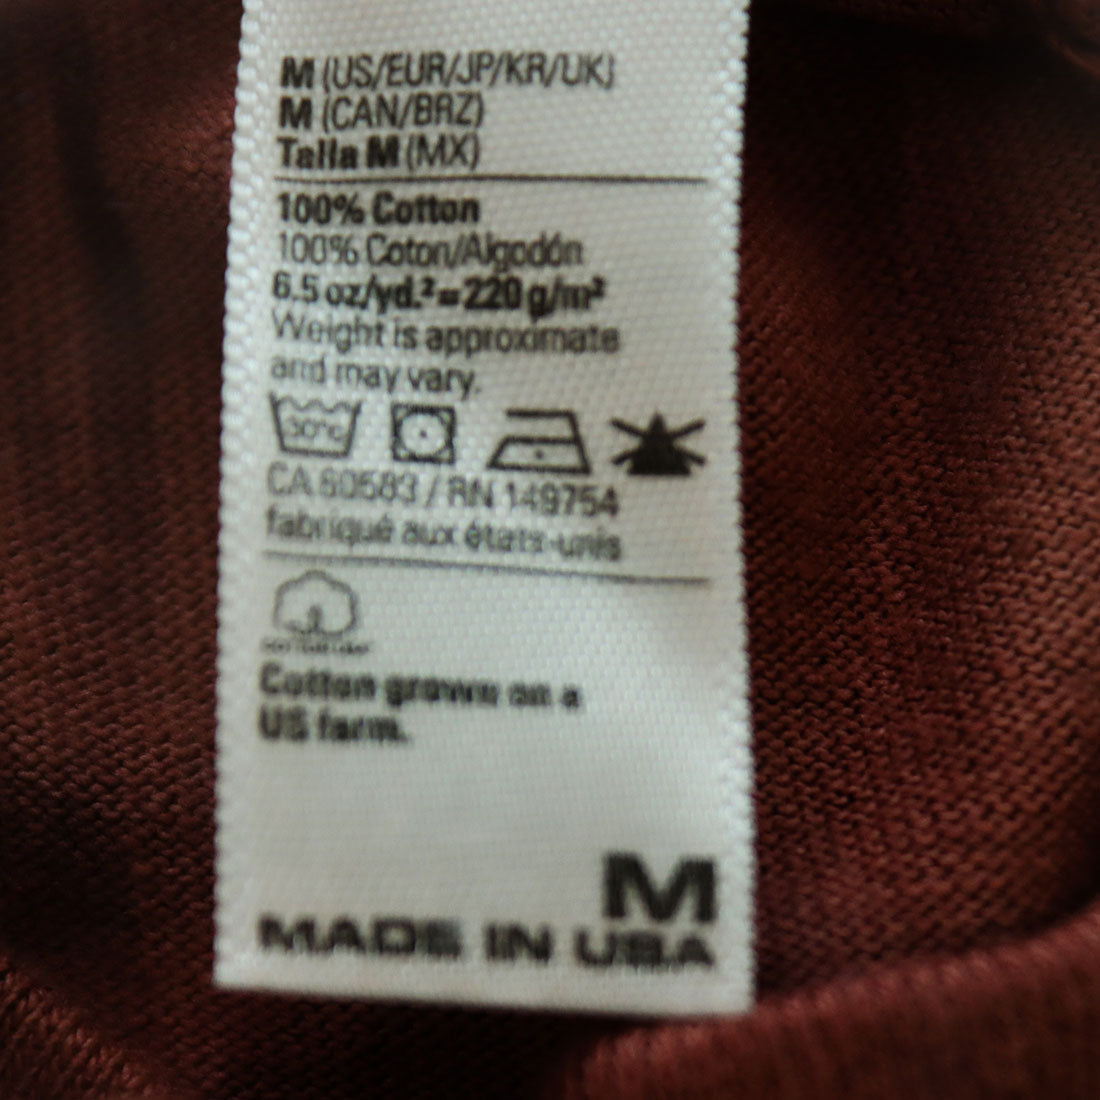 M (US/EUR/JP/KR/UK)
M (CAN/BRZ)
Talla M (MX)
100% Cotton
100% Coton/Algodón
6.5 oz/yd.² = 220 g/m²
Weight is approximate
and may vary.
30°c
CA 60583 / RN 149754
fabriqué aux états-unis
Cotton grown on a
US farm.
M
MADE IN USA